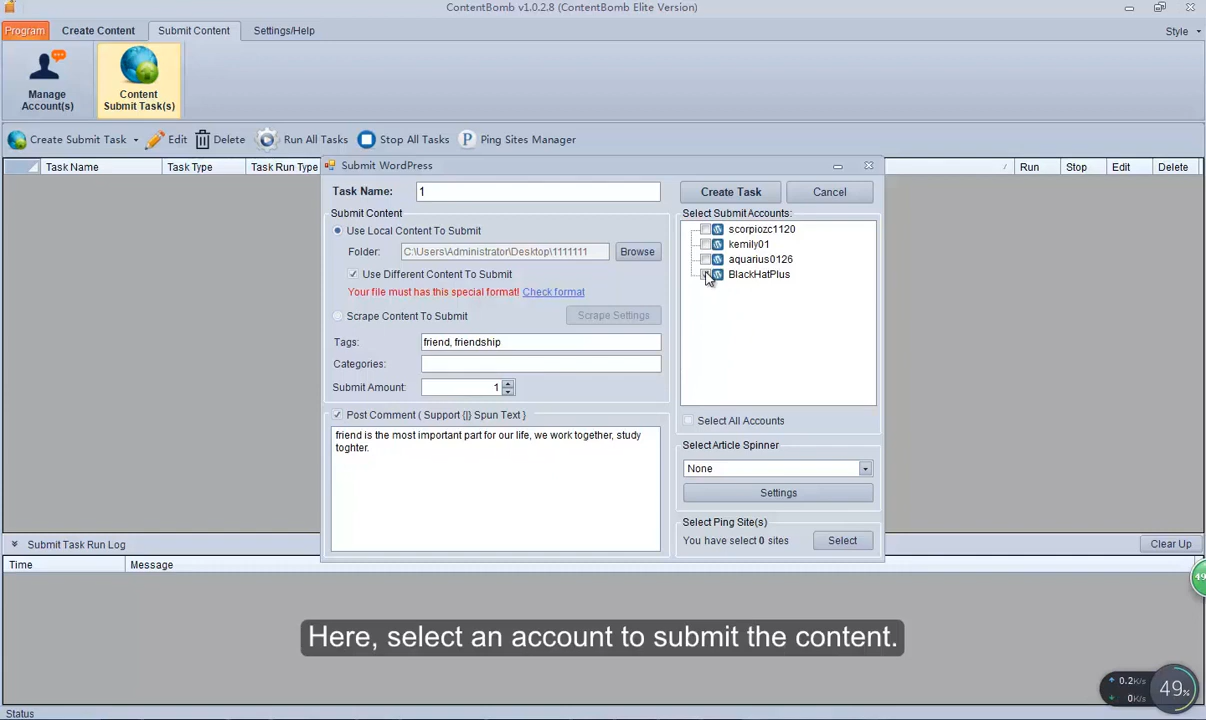 ContentBomb v1.0.2.8 (ContentBomb Elite Version)
Program Create Content Submit Content Settings/Help Style
Manage Account(s)
Content Submit Task(s)
Create Submit Task Edit Delete Run All Tasks Stop All Tasks P Ping Sites Manager
Task Name Task Type Task Run Type Run Stop Edit Delete
Submit WordPress
Task Name: 1 Create Task Cancel
Submit Content
Select Submit Accounts:
Use Local Content To Submit
scorpiozc1120
kemily01
aquarius0126
BlackHatPlus
Folder: C:\Users\Administrator\Desktop\1111111 Browse
Use Different Content To Submit
Your file must has this special format! Check format
Scrape Content To Submit Scrape Settings
Tags: friend, friendship
Categories:
Submit Amount: 1
Post Comment ( Support {|} Spun Text )
friend is the most important part for our life, we work together, study
toghter.
Select All Accounts
Select Article Spinner
None
Settings
Select Ping Site(s)
You have select 0 sites Select
Submit Task Run Log Clear Up
Time Message
49
Here, select an account to submit the content.
0.2K/s
0K/s
49%
Status